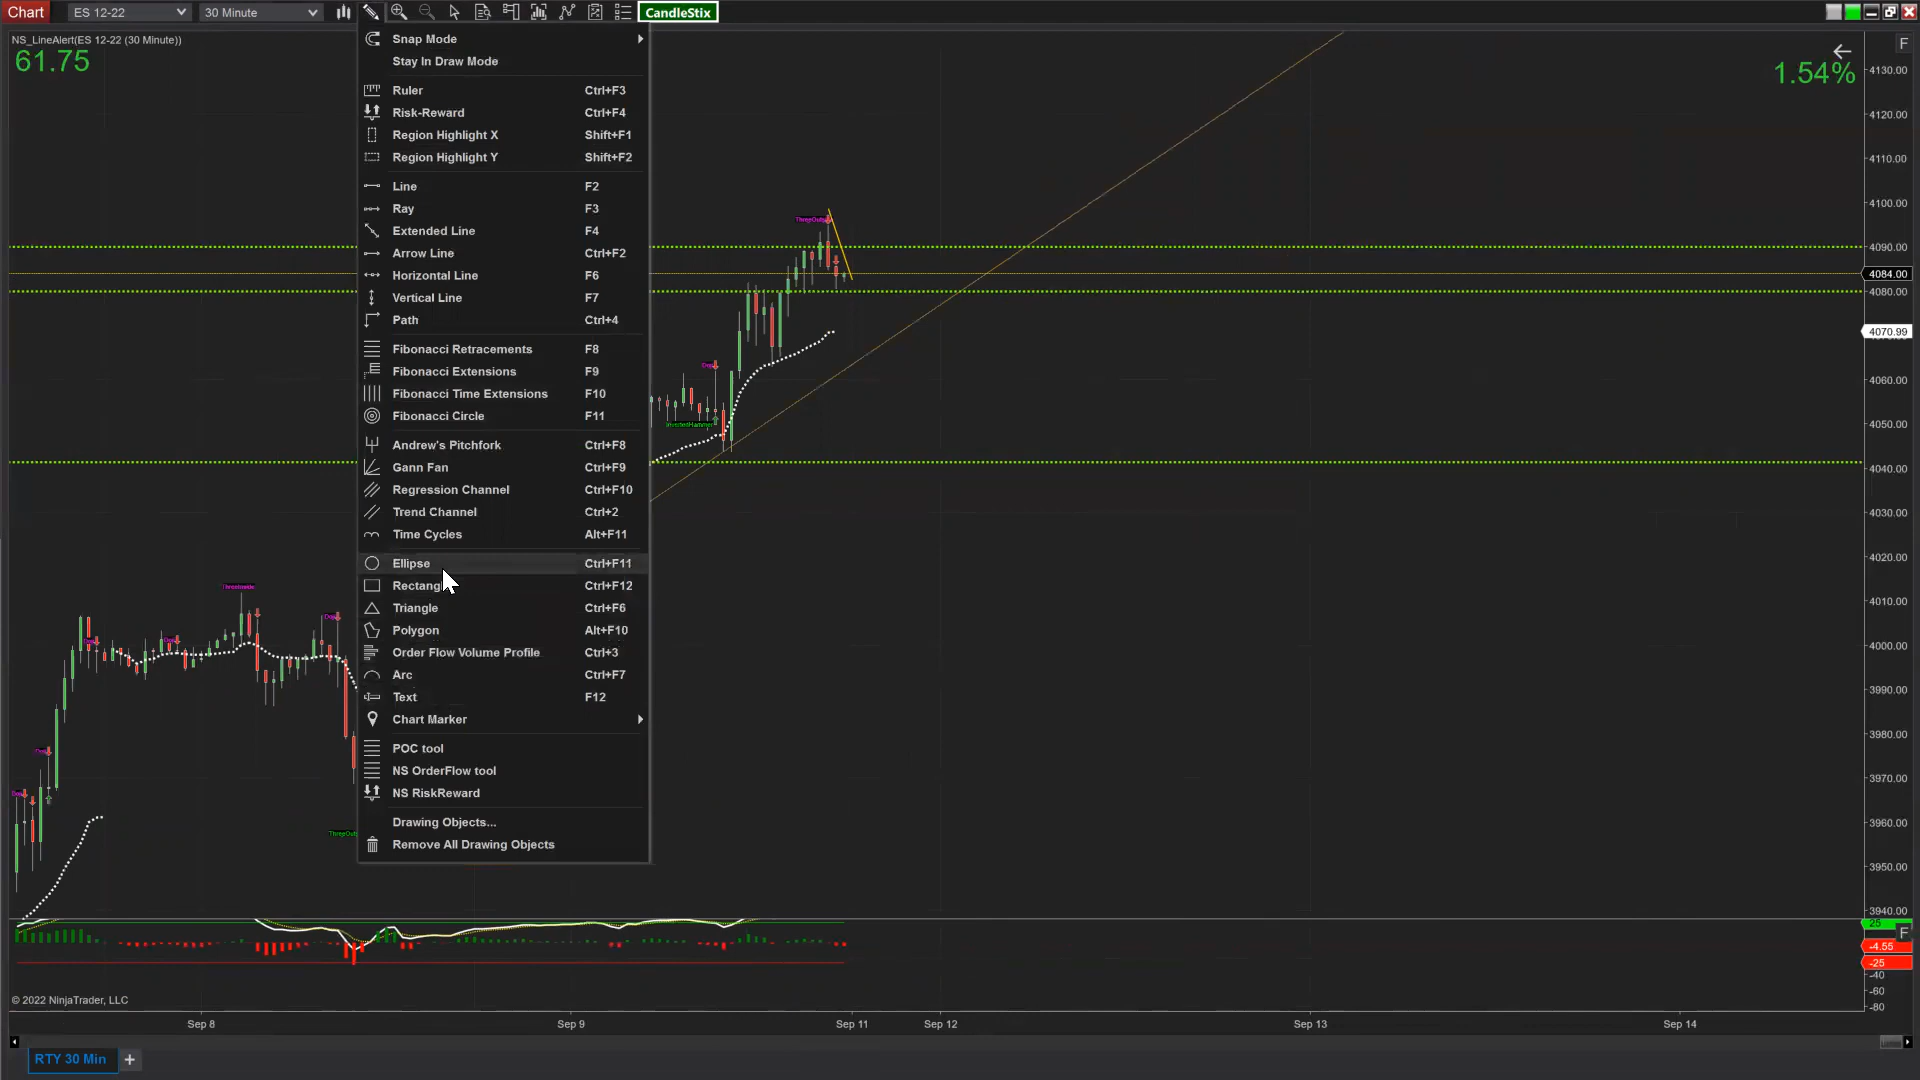 Chart
ES 12-22
30 Minute
CandleStix
NS_LineAlert(ES 12-22 (30 Minute))
61.75
1.54%
F
Snap Mode
Stay In Draw Mode
Ruler Ctrl+F3
Risk-Reward Ctrl+F4
Region Highlight X Shift+F1
Region Highlight Y Shift+F2
Line F2
Ray F3
Extended Line F4
Arrow Line Ctrl+F2
Horizontal Line F6
Vertical Line F7
Path Ctrl+4
Fibonacci Retracements F8
Fibonacci Extensions F9
Fibonacci Time Extensions F10
Fibonacci Circle F11
Andrew's Pitchfork Ctrl+F8
Gann Fan Ctrl+F9
Regression Channel Ctrl+F10
Trend Channel Ctrl+2
Time Cycles Alt+F11
Ellipse Ctrl+F11
Rectang Ctrl+F12
Triangle Ctrl+F6
Polygon Alt+F10
Order Flow Volume Profile Ctrl+3
Arc Ctrl+F7
Text F12
Chart Marker
POC tool
NS OrderFlow tool
NS RiskReward
Drawing Objects...
Remove All Drawing Objects
4130.00
4120.00
4110.00
4100.00
4090.00
4084.00
4080.00
4070.99
4060.00
4050.00
4040.00
4030.00
4020.00
4010.00
4000.00
3990.00
3980.00
3970.00
3960.00
3950.00
3940.00
25
F
-4.55
-25
-40
-60
-80
© 2022 NinjaTrader, LLC
Sep 8
Sep 9
Sep 11
Sep 12
Sep 13
Sep 14
RTY 30 Min
+